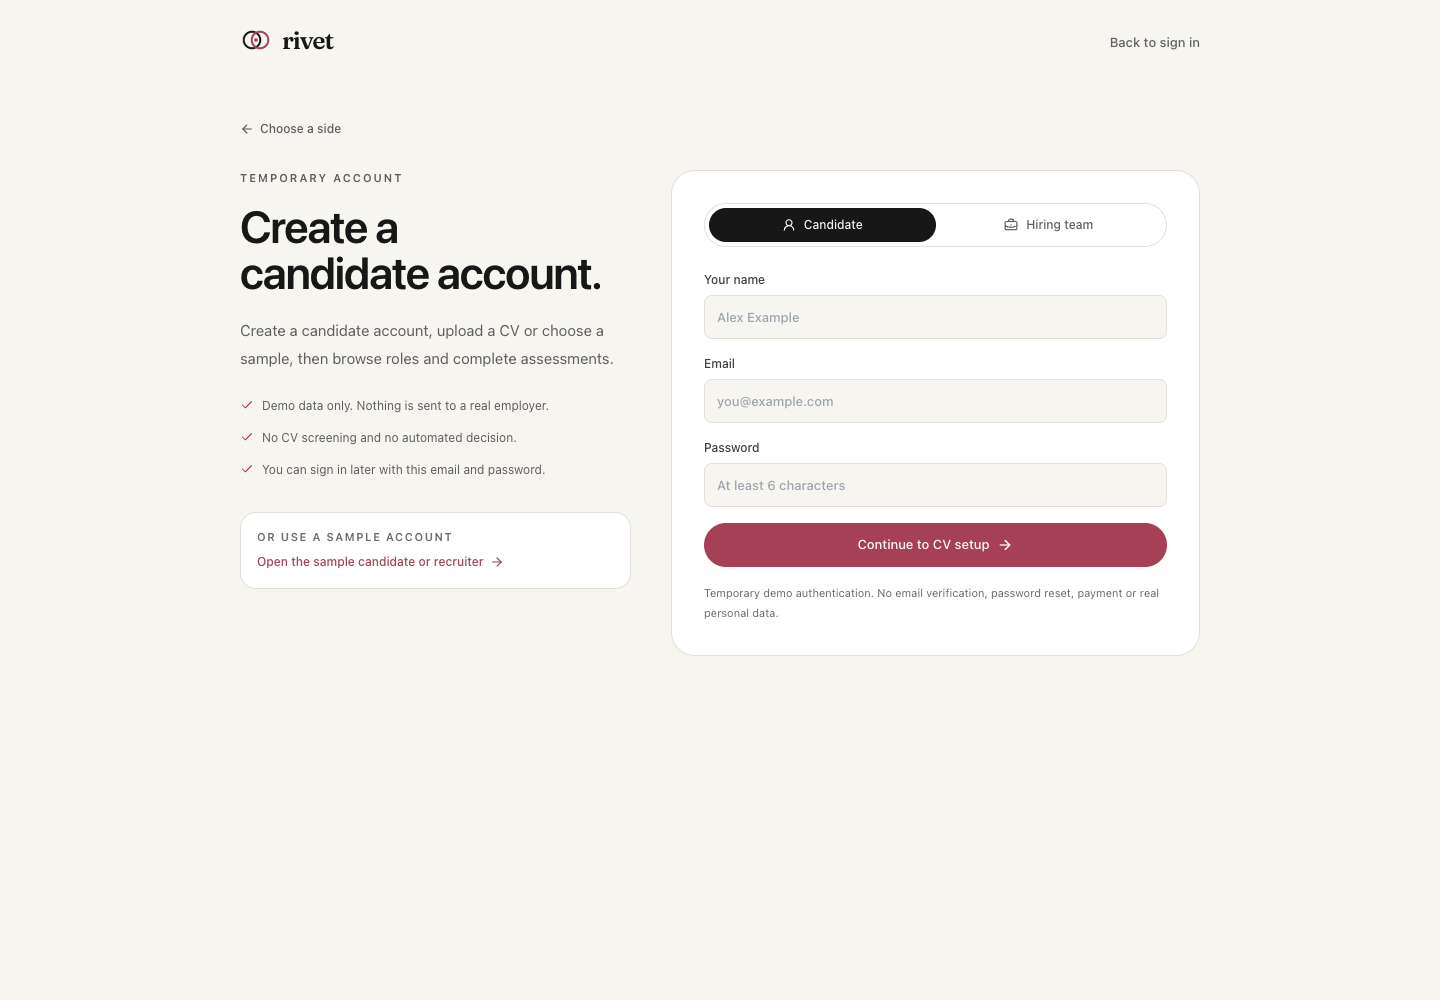 rivet
Back to sign in
Choose a side
TEMPORARY ACCOUNT
Create a
candidate account.
Create a candidate account, upload a CV or choose a
sample, then browse roles and complete assessments.
Demo data only. Nothing is sent to a real employer.
No CV screening and no automated decision.
You can sign in later with this email and password.
OR USE A SAMPLE ACCOUNT
Open the sample candidate or recruiter
Candidate
Hiring team
Your name
Alex Example
Email
you@example.com
Password
At least 6 characters
Continue to CV setup
Temporary demo authentication. No email verification, password reset, payment or real
personal data.